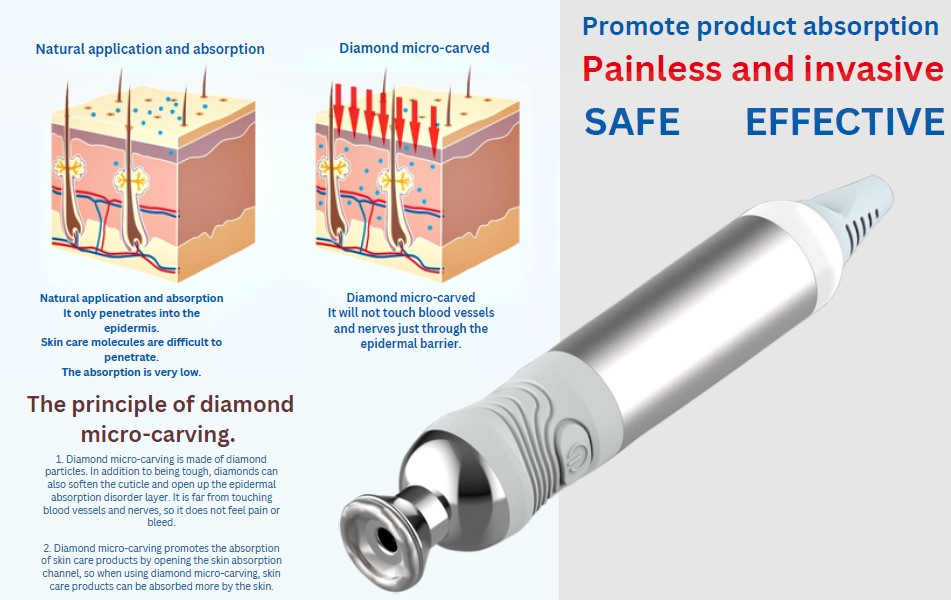 Natural application and absorption
Diamond micro-carved
Natural application and absorption
It only penetrates into the
epidermis.
Skin care molecules are difficult to
penetrate.
The absorption is very low.
Diamond micro-carved
It will not touch blood vessels
and nerves just through the
epidermal barrier.
The principle of diamond
micro-carving.
1. Diamond micro-carving is made of diamond
particles. In addition to being tough, diamonds can
also soften the cuticle and open up the epidermal
absorption disorder layer. It is far from touching
blood vessels and nerves, so it does not feel pain or
bleed.
2. Diamond micro-carving promotes the absorption
of skin care products by opening the skin absorption
channel, so when using diamond micro-carving, skin
care products can be absorbed more by the skin.
Promote product absorption
Painless and invasive
SAFE EFFECTIVE